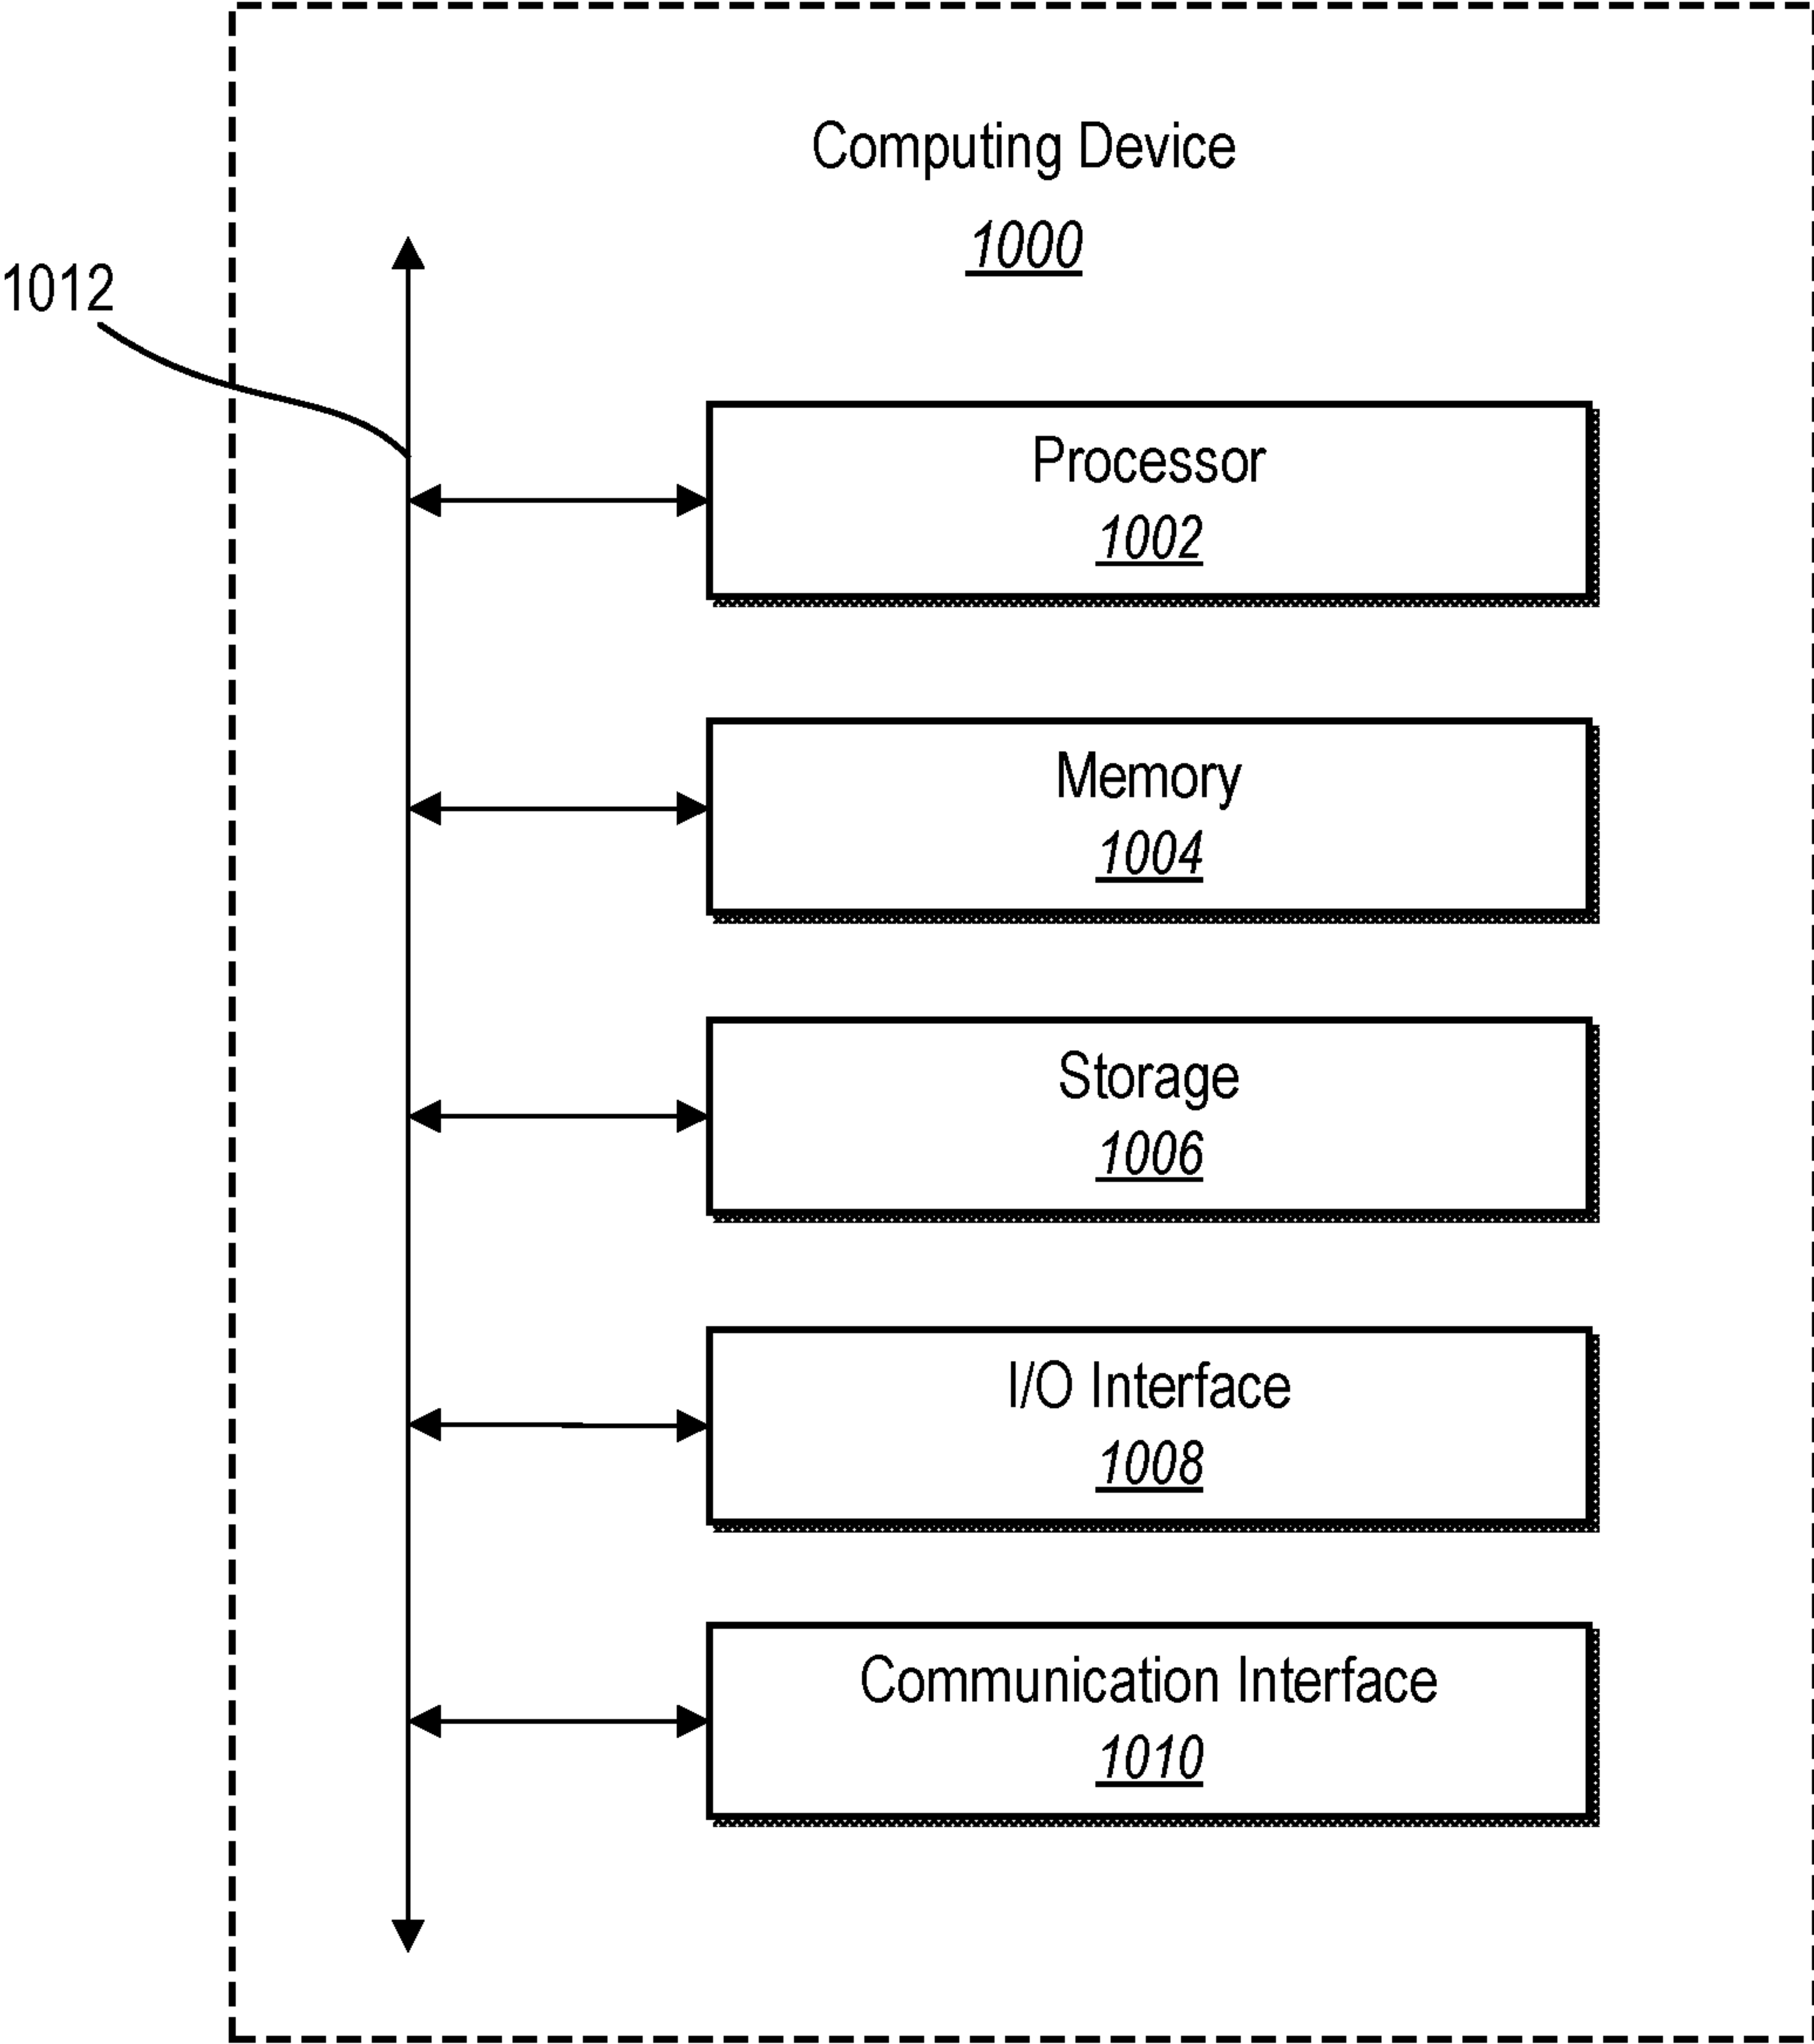 Computing Device
1000
1012
Processor
1002
Memory
1004
Storage
1006
I/O Interface
1008
Communication Interface
1010